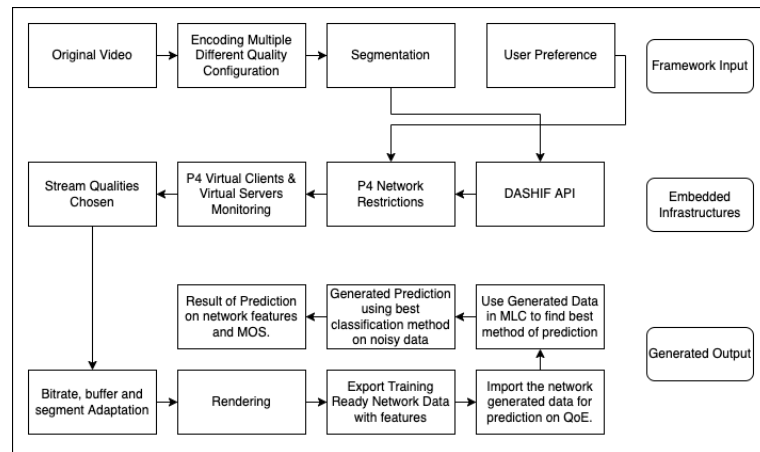 Original Video
Encoding Multiple
Different Quality
Configuration
Segmentation
User Preference
Framework Input
Stream Qualities
Chosen
P4 Virtual Clients &
Virtual Servers
Monitoring
P4 Network
Restrictions
DASHIF API
Embedded
Infrastructures
Result of Prediction
on network features
and MOS.
Generated Prediction
using best
classification method
on noisy data
Use Generated Data
in MLC to find best
method of prediction
Generated Output
Bitrate, buffer and
segment Adaptation
Rendering
Export Training
Ready Network Data
with features
Import the network
generated data for
prediction on QoE.